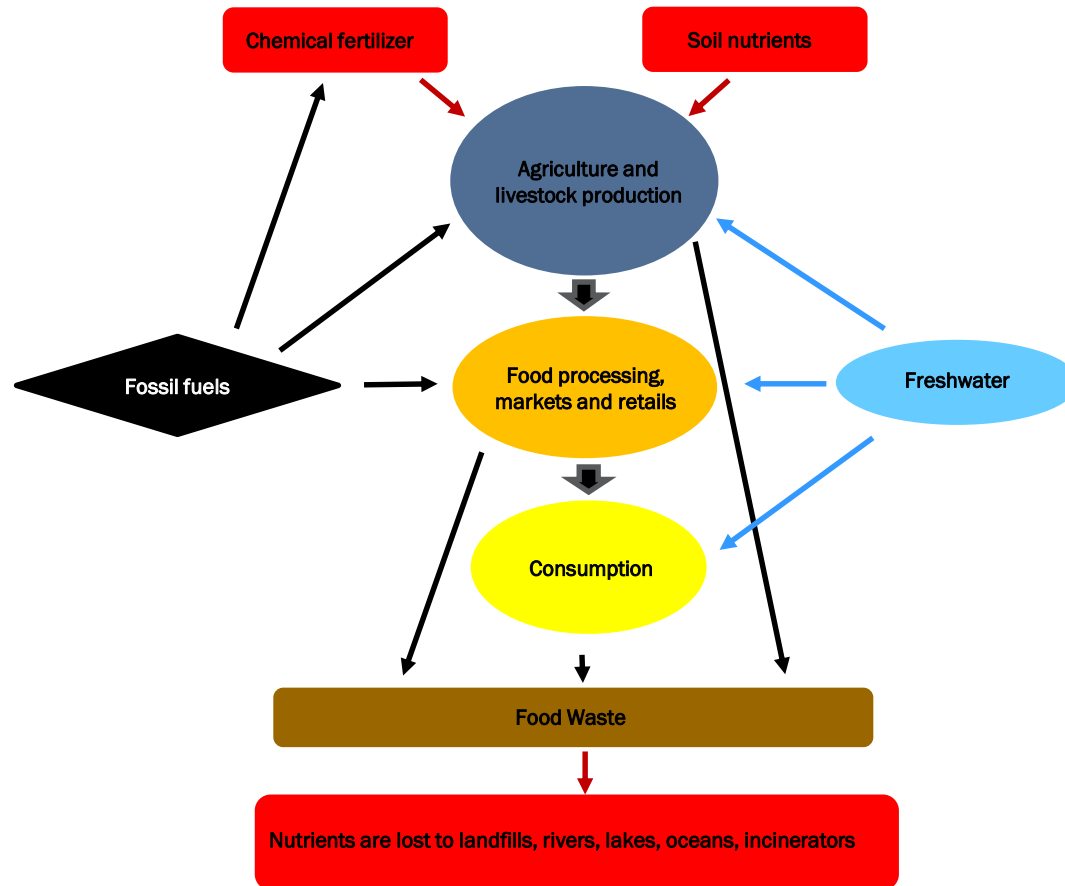 Chemical fertilizer
Soil nutrients
Agriculture and
livestock production
Fossil fuels
Food processing,
markets and retails
Freshwater
Consumption
Food Waste
Nutrients are lost to landfills, rivers, lakes, oceans, incinerators